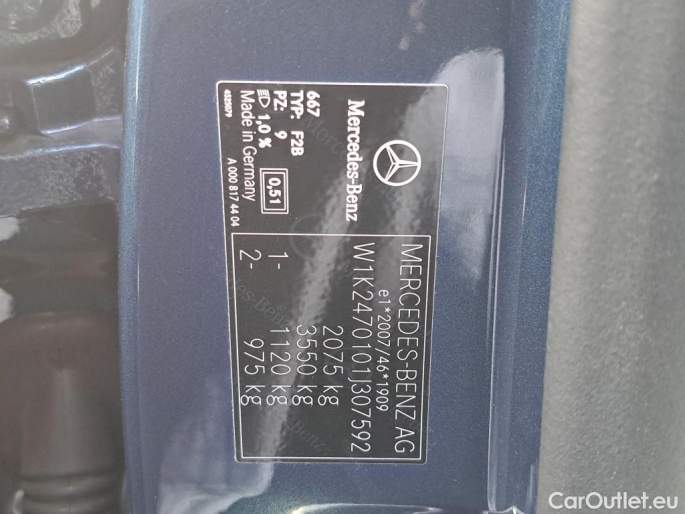 MERCEDES-BENZ AG
e1*2007/46*1909
W1K2470101J307592
2075 kg
3550 kg
1- 1120 kg
2- 975 kg
Mercedes-Benz
667
TYP: F2B
PZ: 9
1,0 %
0,51
Made in Germany
4325079
A 000 817 44 04
CarOutlet.eu